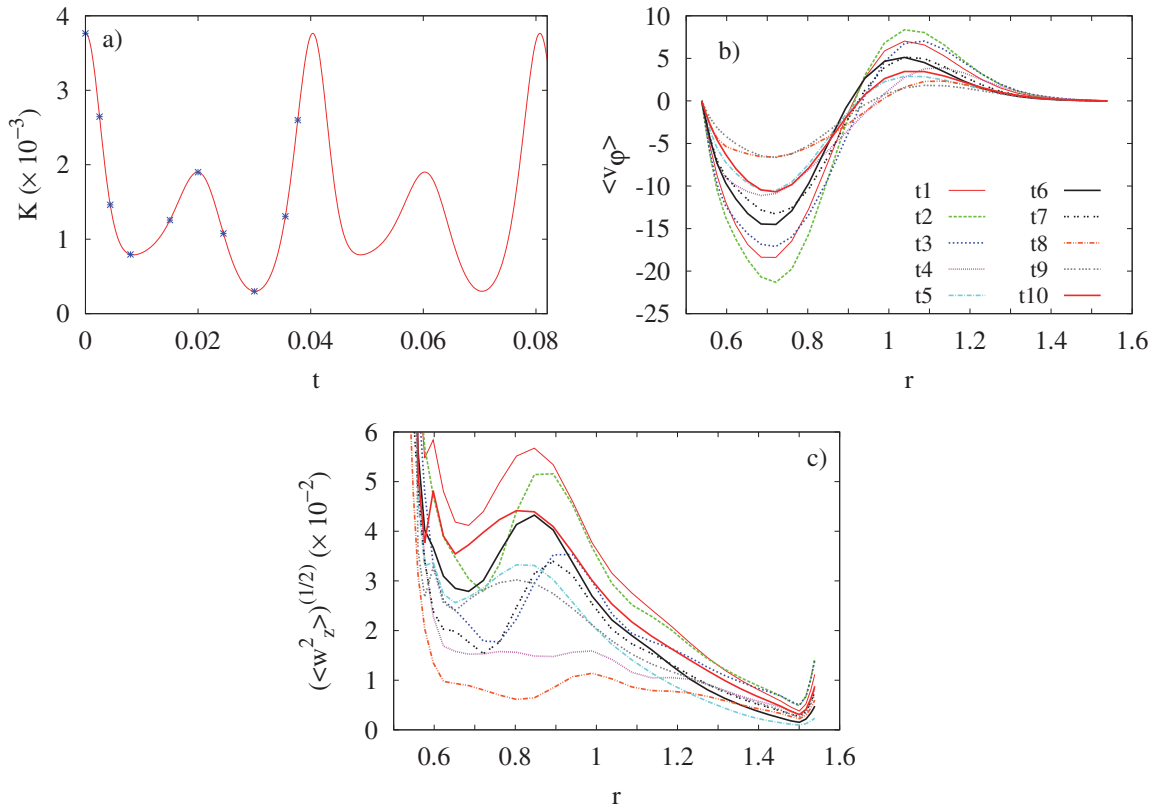 a)
K (× 10⁻³)
4
3
2
1
0
0 0.02 0.04 0.06 0.08
t
b)
<vφ>
10
5
0
-5
-10
-15
-20
-25
t1 t6
t2 t7
t3 t8
t4 t9
t5 t10
0.6 0.8 1 1.2 1.4 1.6
r
c)
(<w²z>)⁽¹/²⁾ (× 10⁻²)
6
5
4
3
2
1
0
0.6 0.8 1 1.2 1.4 1.6
r